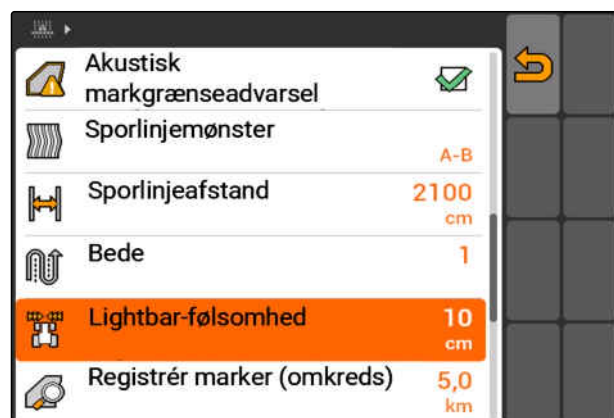 Akustisk
markgrænseadvarsel
Sporlinjemønster
A-B
Sporlinjeafstand 2100
cm
Bede 1
Lightbar-følsomhed 10
cm
Registrér marker (omkreds) 5,0
km